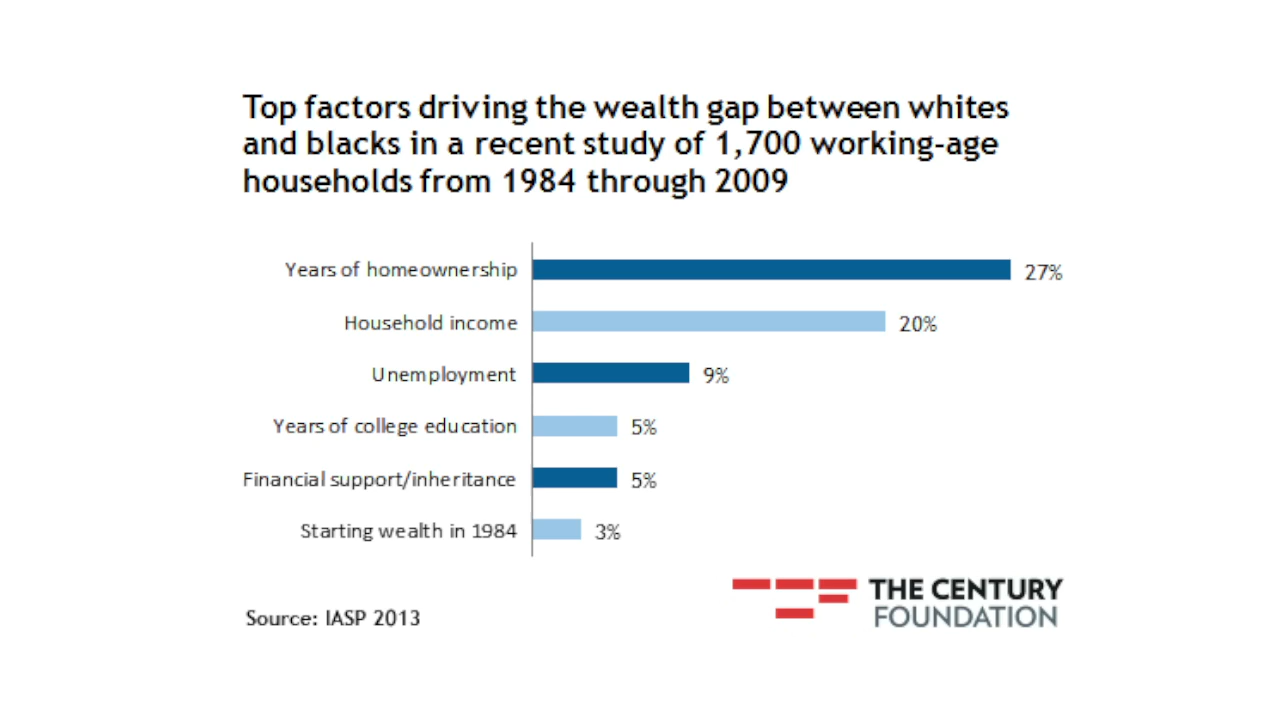 Top factors driving the wealth gap between whites
and blacks in a recent study of 1,700 working-age
households from 1984 through 2009
Years of homeownership 27%
Household income 20%
Unemployment 9%
Years of college education 5%
Financial support/inheritance 5%
Starting wealth in 1984 3%
Source: IASP 2013
THE CENTURY
FOUNDATION